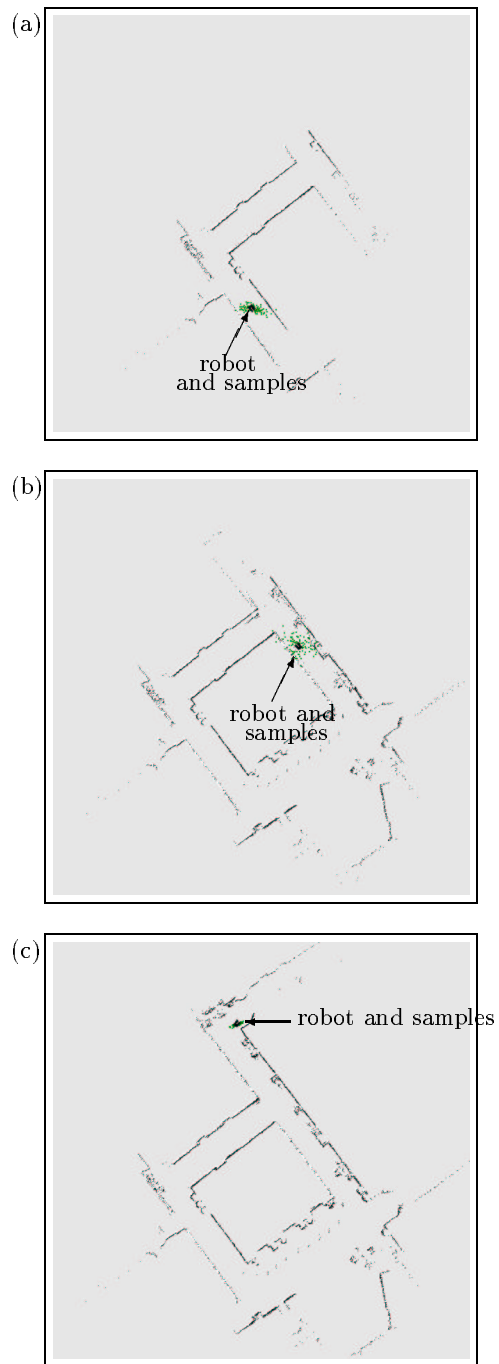 (a)
robot
and samples
(b)
robot and
samples
(c)
robot and samples